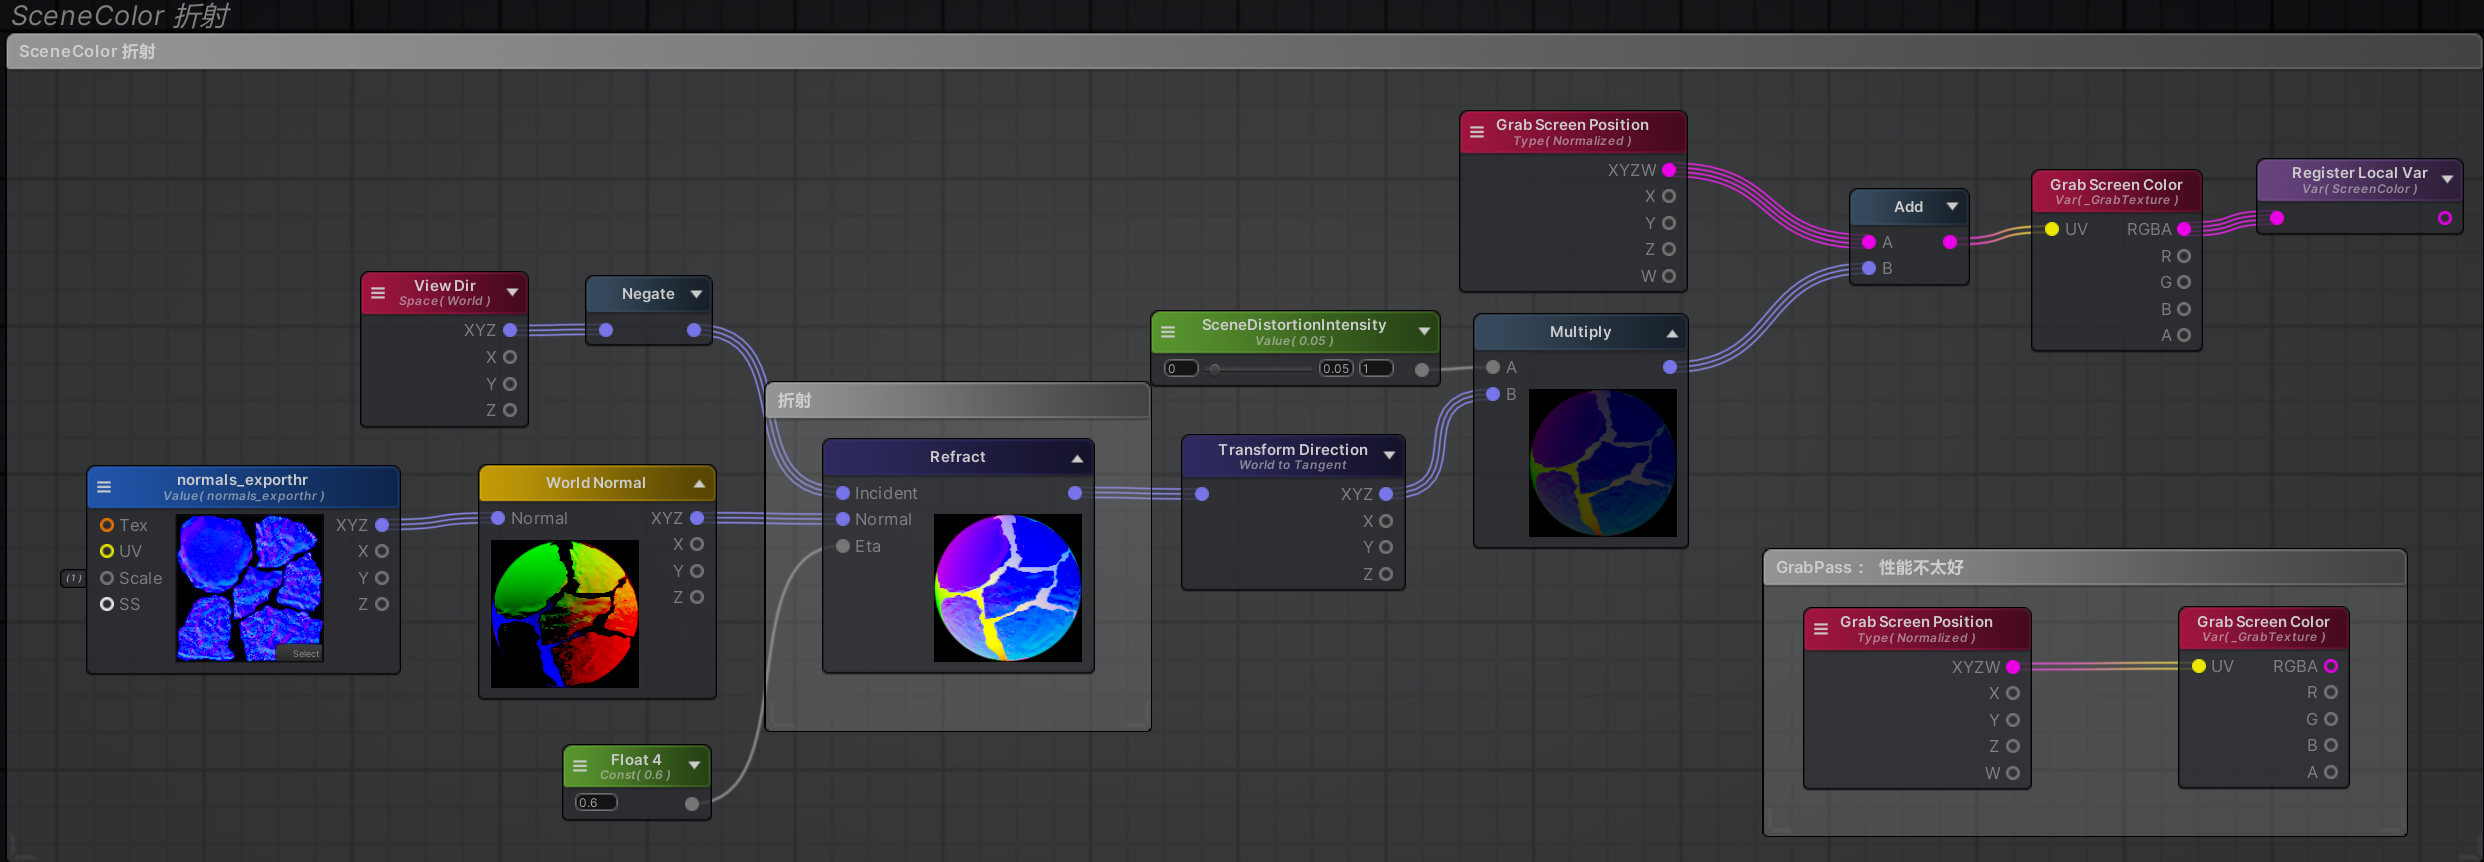 SceneColor 折射
SceneColor 折射
Grab Screen Position
Type( Normalized )
XYZW
X
Y
Z
W
Add
A
B
Grab Screen Color
Var( _GrabTexture )
UV RGBA
R
G
B
A
Register Local Var
Var( ScreenColor )
View Dir
Space( World )
XYZ
X
Y
Z
Negate
SceneDistortionIntensity
Value( 0.05 )
0 0.05 1
Multiply
A
B
折射
Refract
Incident
Normal
Eta
Transform Direction
World to Tangent
XYZ
X
Y
Z
normals_exporthr
Value( normals_exporthr )
Tex XYZ
UV X
(1) Scale Y
SS Z
Select
World Normal
Normal XYZ
X
Y
Z
Float 4
Const( 0.6 )
0.6
GrabPass： 性能不太好
Grab Screen Position
Type( Normalized )
XYZW
X
Y
Z
W
Grab Screen Color
Var( _GrabTexture )
UV RGBA
R
G
B
A